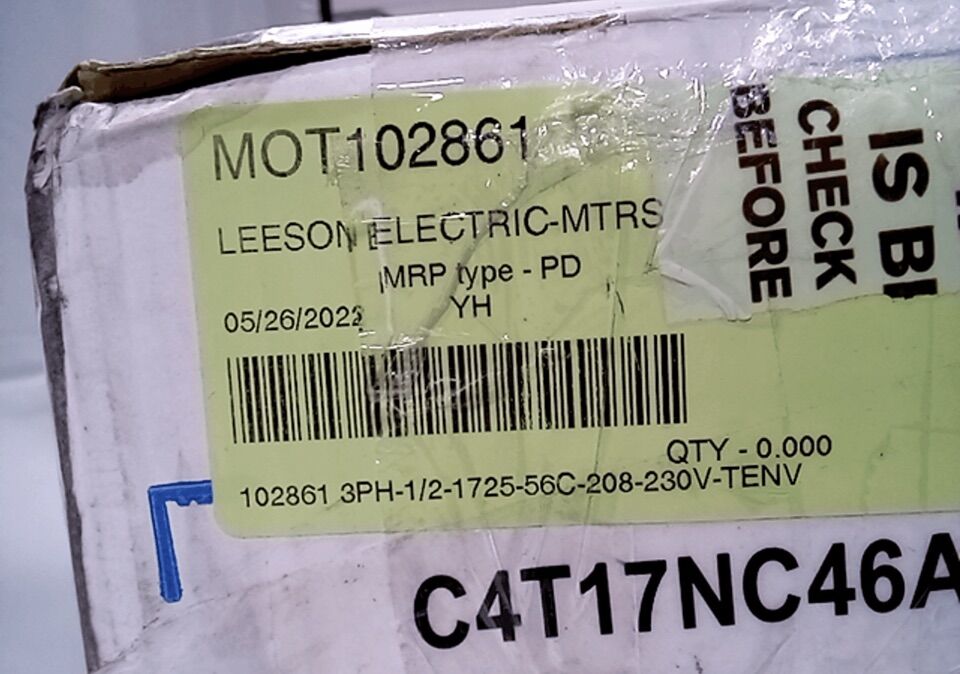 MOT102861
LEESON ELECTRIC-MTRS
MRP type - PD
05/26/2022
YH
QTY - 0.000
102861 3PH-1/2-1725-56C-208-230V-TENV
C4T17NC46A
IS
CHECK
BEFORE